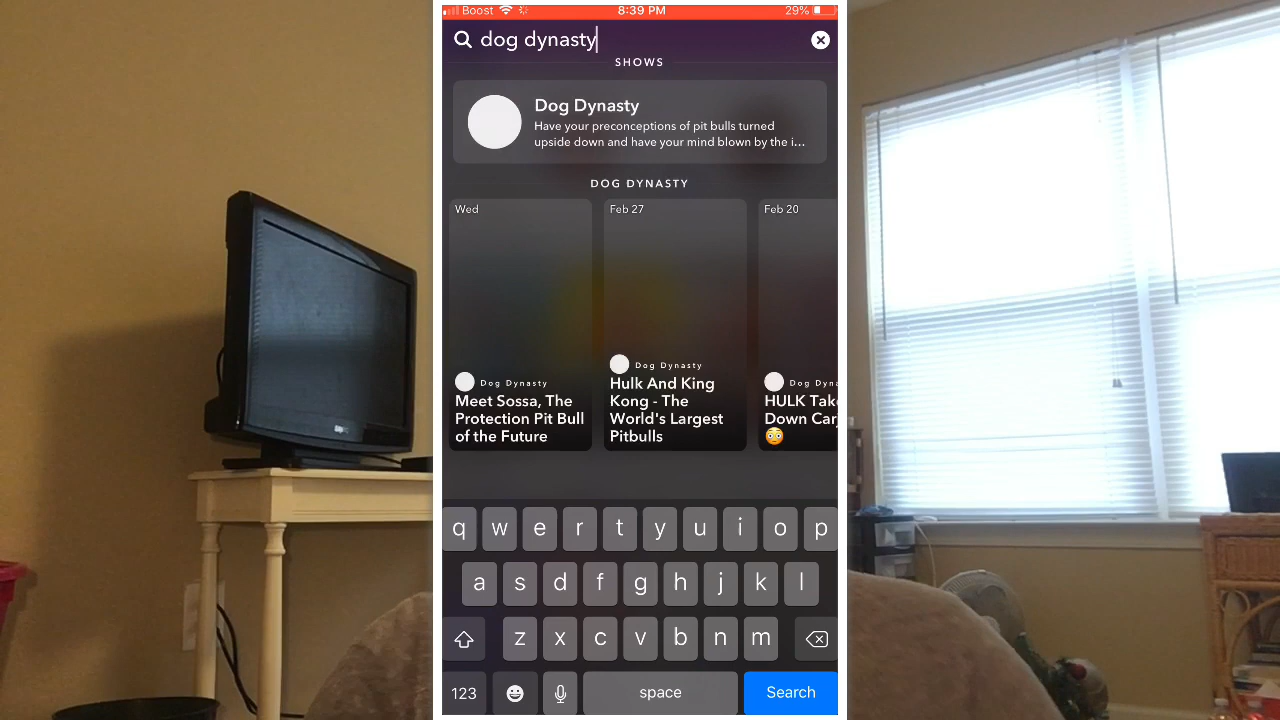 Boost 8:39 PM 29%
dog dynasty
SHOWS
Dog Dynasty
Have your preconceptions of pit bulls turned
upside down and have your mind blown by the i...
DOG DYNASTY
Wed
Dog Dynasty
Meet Sossa, The
Protection Pit Bull
of the Future
Feb 27
Dog Dynasty
Hulk And King
Kong - The
World's Largest
Pitbulls
Feb 20
Dog Dyna
HULK Take
Down Car
😳
q w e r t y u i o p
a s d f g h j k l
z x c v b n m
123 space Search